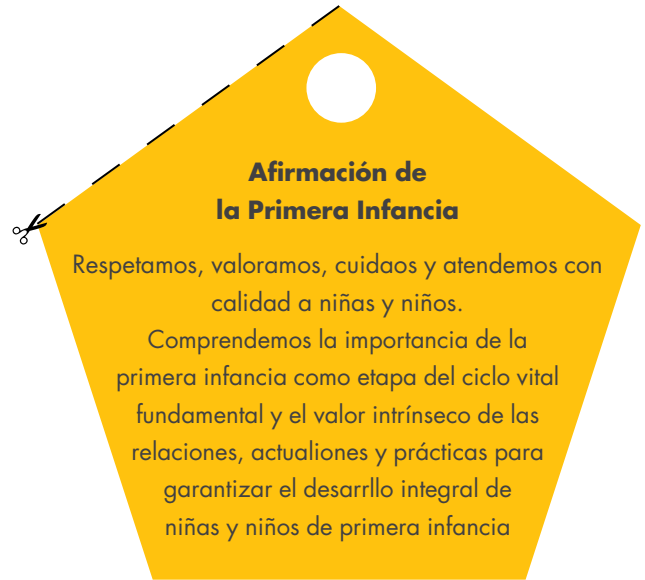 Afirmación de
la Primera Infancia
Respetamos, valoramos, cuidaos y atendemos con
calidad a niñas y niños.
Comprendemos la importancia de la
primera infancia como etapa del ciclo vital
fundamental y el valor intrínseco de las
relaciones, actualiones y prácticas para
garantizar el desarrllo integral de
niñas y niños de primera infancia